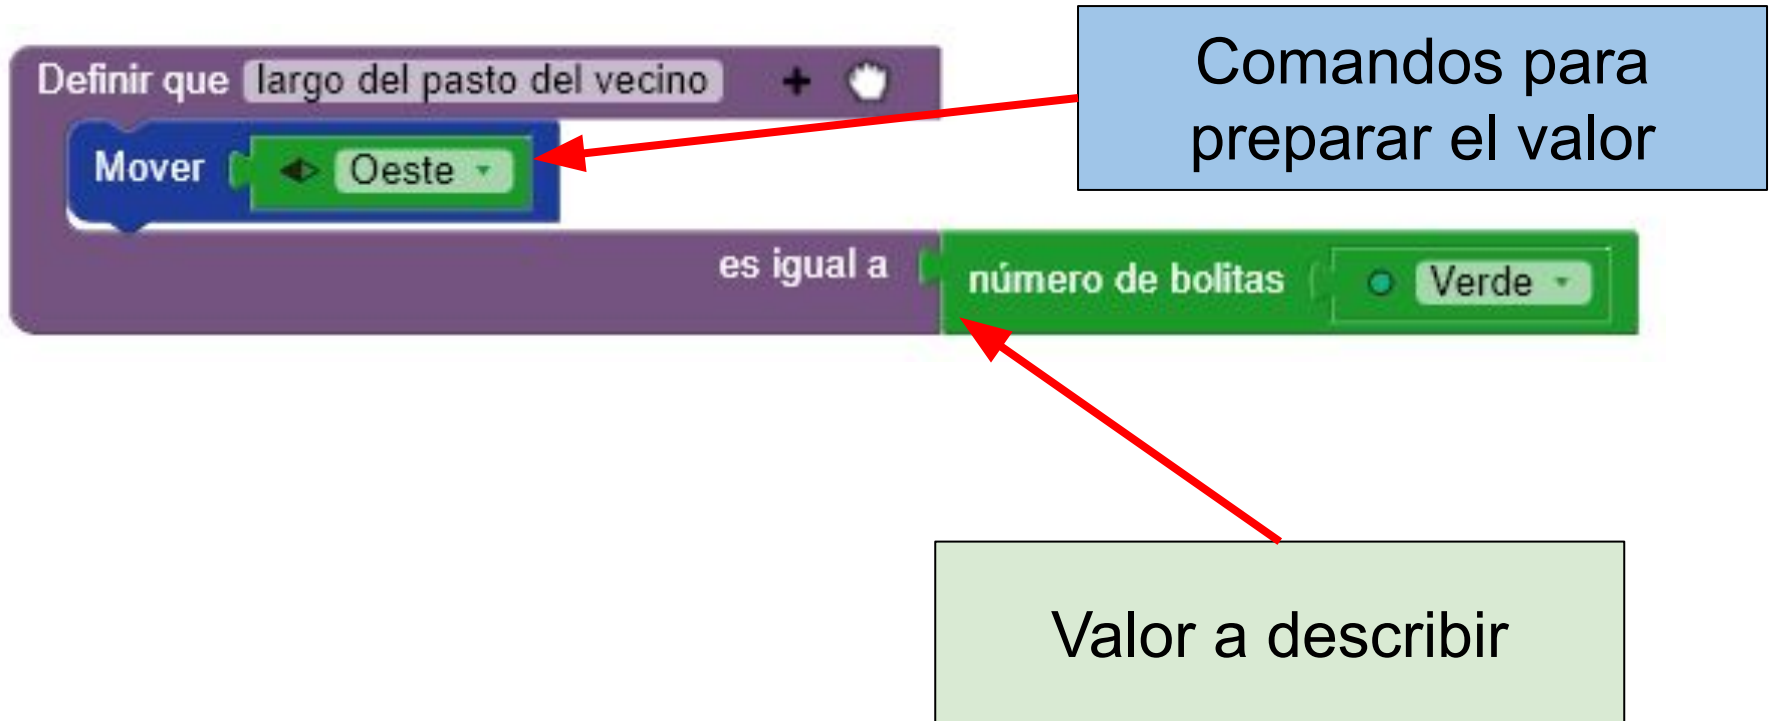 Comandos para
preparar el valor
Definir que largo del pasto del vecino +
Mover Oeste
es igual a número de bolitas Verde
Valor a describir